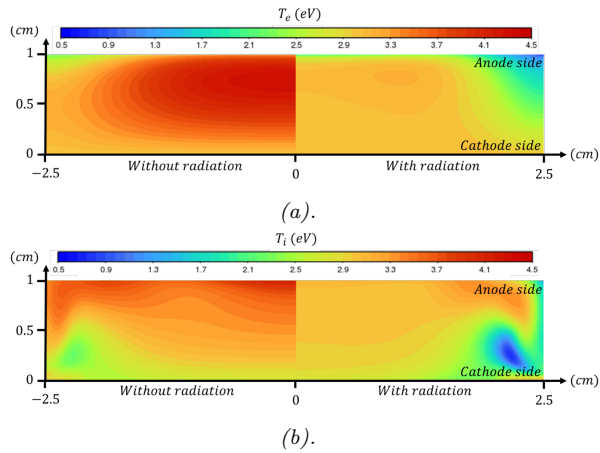 T_e (eV)
(cm)
0.5 0.9 1.3 1.7 2.1 2.5 2.9 3.3 3.7 4.1 4.5
1
Anode side
0.5
Cathode side
0
Without radiation
With radiation
(cm)
−2.5 0 2.5
(a).
T_i (eV)
(cm)
0.5 0.9 1.3 1.7 2.1 2.5 2.9 3.3 3.7 4.1 4.5
1
Anode side
0.5
Cathode side
0
Without radiation
With radiation
(cm)
−2.5 0 2.5
(b).